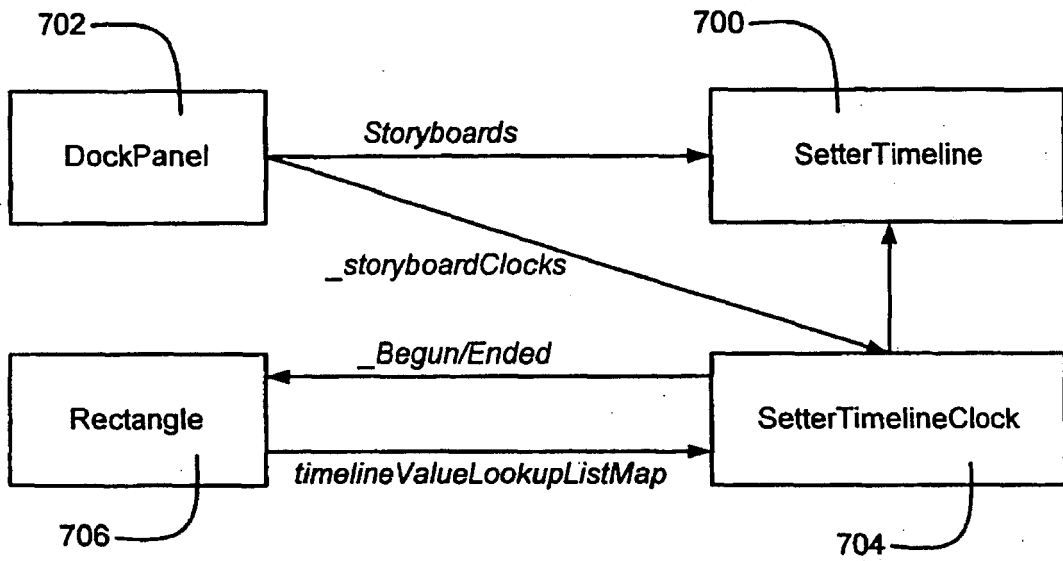 702
700
DockPanel
Storyboards
SetterTimeline
_storyboardClocks
_Begun/Ended
Rectangle
SetterTimelineClock
timelineValueLookupListMap
706
704